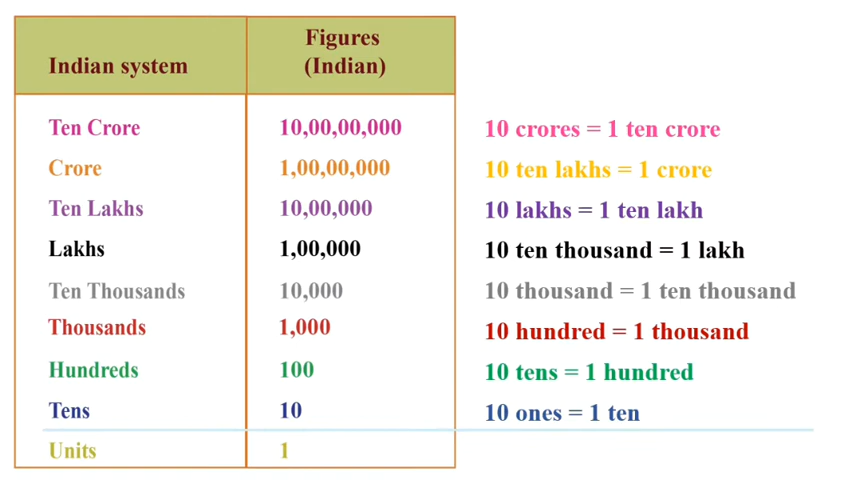 Indian system Figures
(Indian)
Ten Crore 10,00,00,000 10 crores = 1 ten crore
Crore 1,00,00,000 10 ten lakhs = 1 crore
Ten Lakhs 10,00,000 10 lakhs = 1 ten lakh
Lakhs 1,00,000 10 ten thousand = 1 lakh
Ten Thousands 10,000 10 thousand = 1 ten thousand
Thousands 1,000 10 hundred = 1 thousand
Hundreds 100 10 tens = 1 hundred
Tens 10 10 ones = 1 ten
Units 1